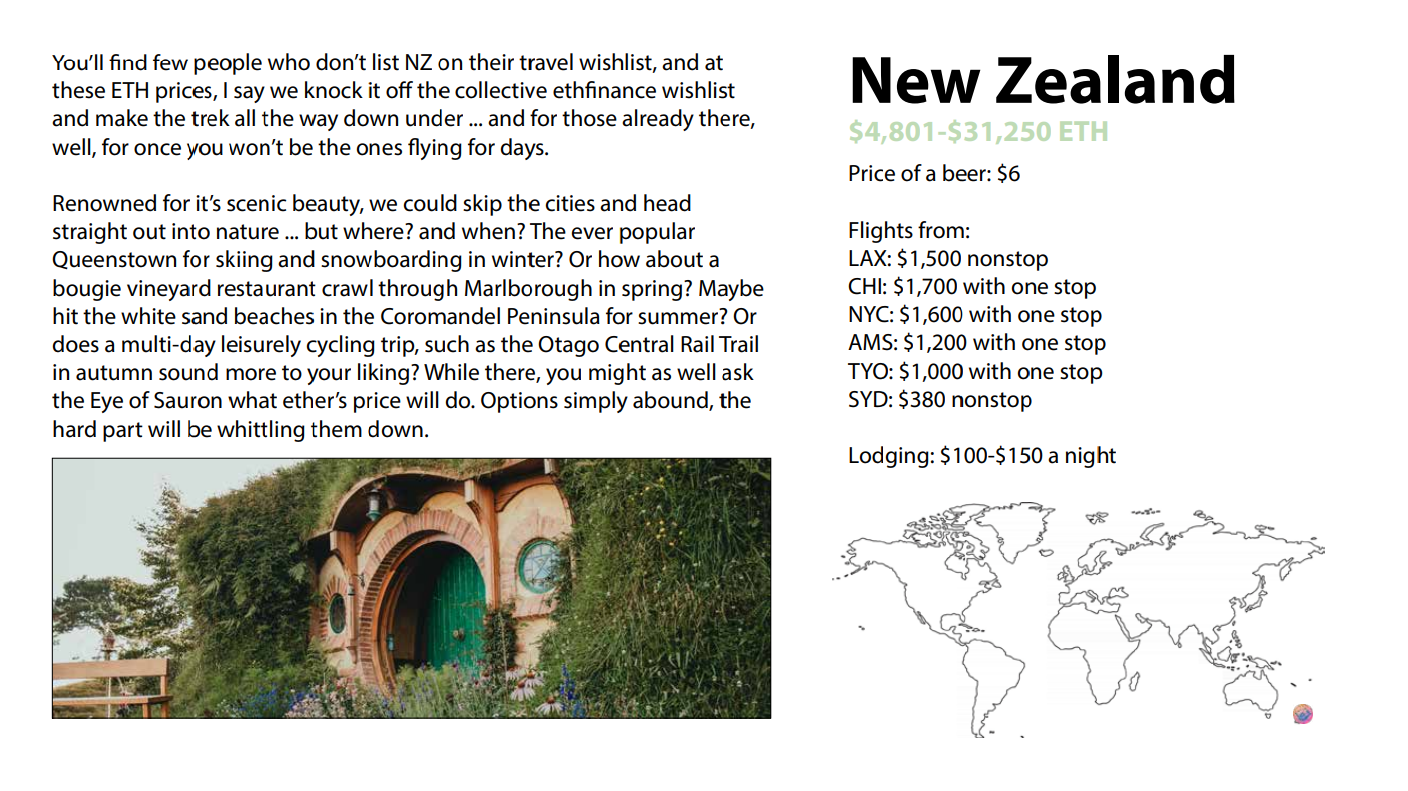 You'll find few people who don't list NZ on their travel wishlist, and at
these ETH prices, I say we knock it off the collective ethfinance wishlist
and make the trek all the way down under ... and for those already there,
well, for once you won't be the ones flying for days.
Renowned for it's scenic beauty, we could skip the cities and head
straight out into nature ... but where? and when? The ever popular
Queenstown for skiing and snowboarding in winter? Or how about a
bougie vineyard restaurant crawl through Marlborough in spring? Maybe
hit the white sand beaches in the Coromandel Peninsula for summer? Or
does a multi-day leisurely cycling trip, such as the Otago Central Rail Trail
in autumn sound more to your liking? While there, you might as well ask
the Eye of Sauron what ether's price will do. Options simply abound, the
hard part will be whittling them down.
New Zealand
$4,801-$31,250 ETH
Price of a beer: $6
Flights from:
LAX: $1,500 nonstop
CHI: $1,700 with one stop
NYC: $1,600 with one stop
AMS: $1,200 with one stop
TYO: $1,000 with one stop
SYD: $380 nonstop
Lodging: $100-$150 a night